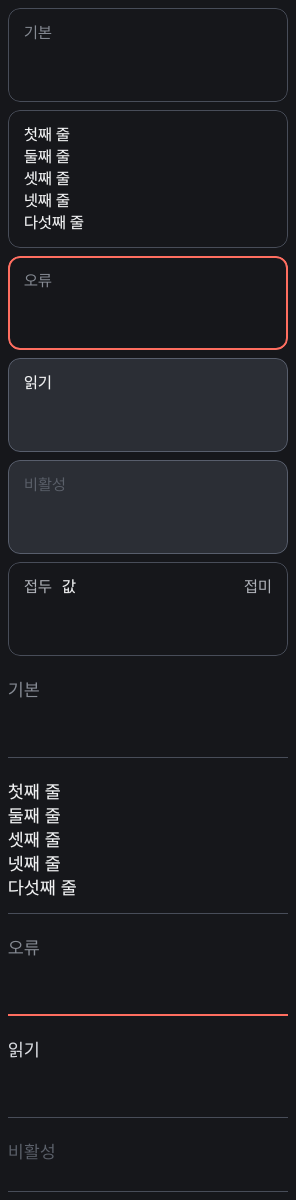 기본
첫째 줄
둘째 줄
셋째 줄
넷째 줄
다섯째 줄
오류
읽기
비활성
접두 값 접미
기본
첫째 줄
둘째 줄
셋째 줄
넷째 줄
다섯째 줄
오류
읽기
비활성